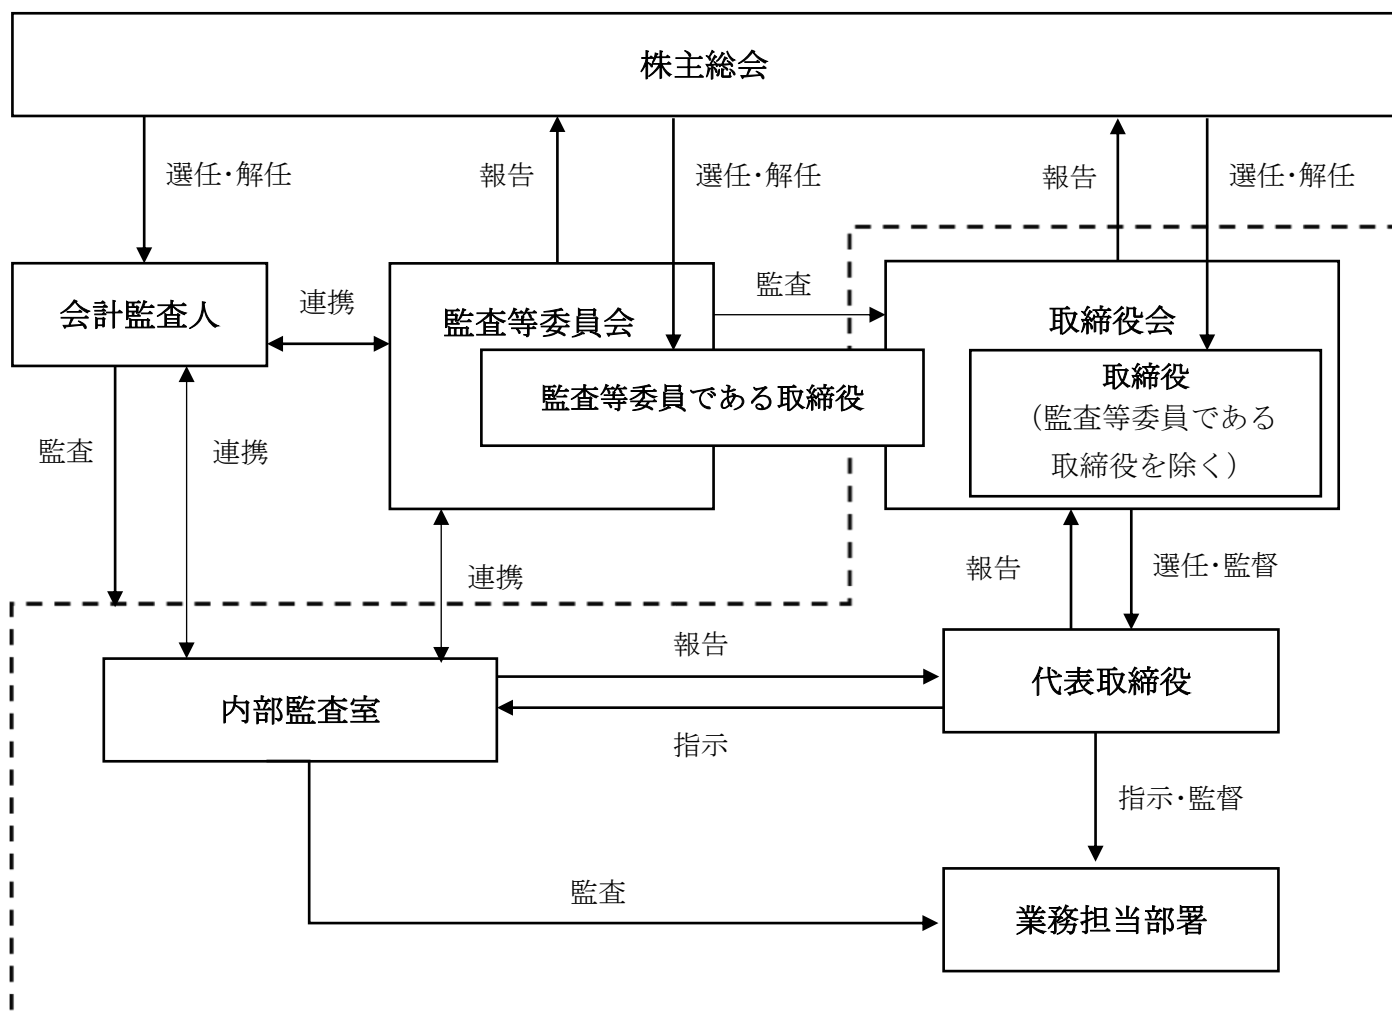 株主総会
選任・解任
報告
選任・解任
報告
選任・解任
会計監査人
連携
監査等委員会
監査
取締役会
監査等委員である取締役
取締役
(監査等委員である
取締役を除く)
監査
連携
連携
報告
選任・監督
内部監査室
報告
指示
代表取締役
指示・監督
監査
業務担当部署